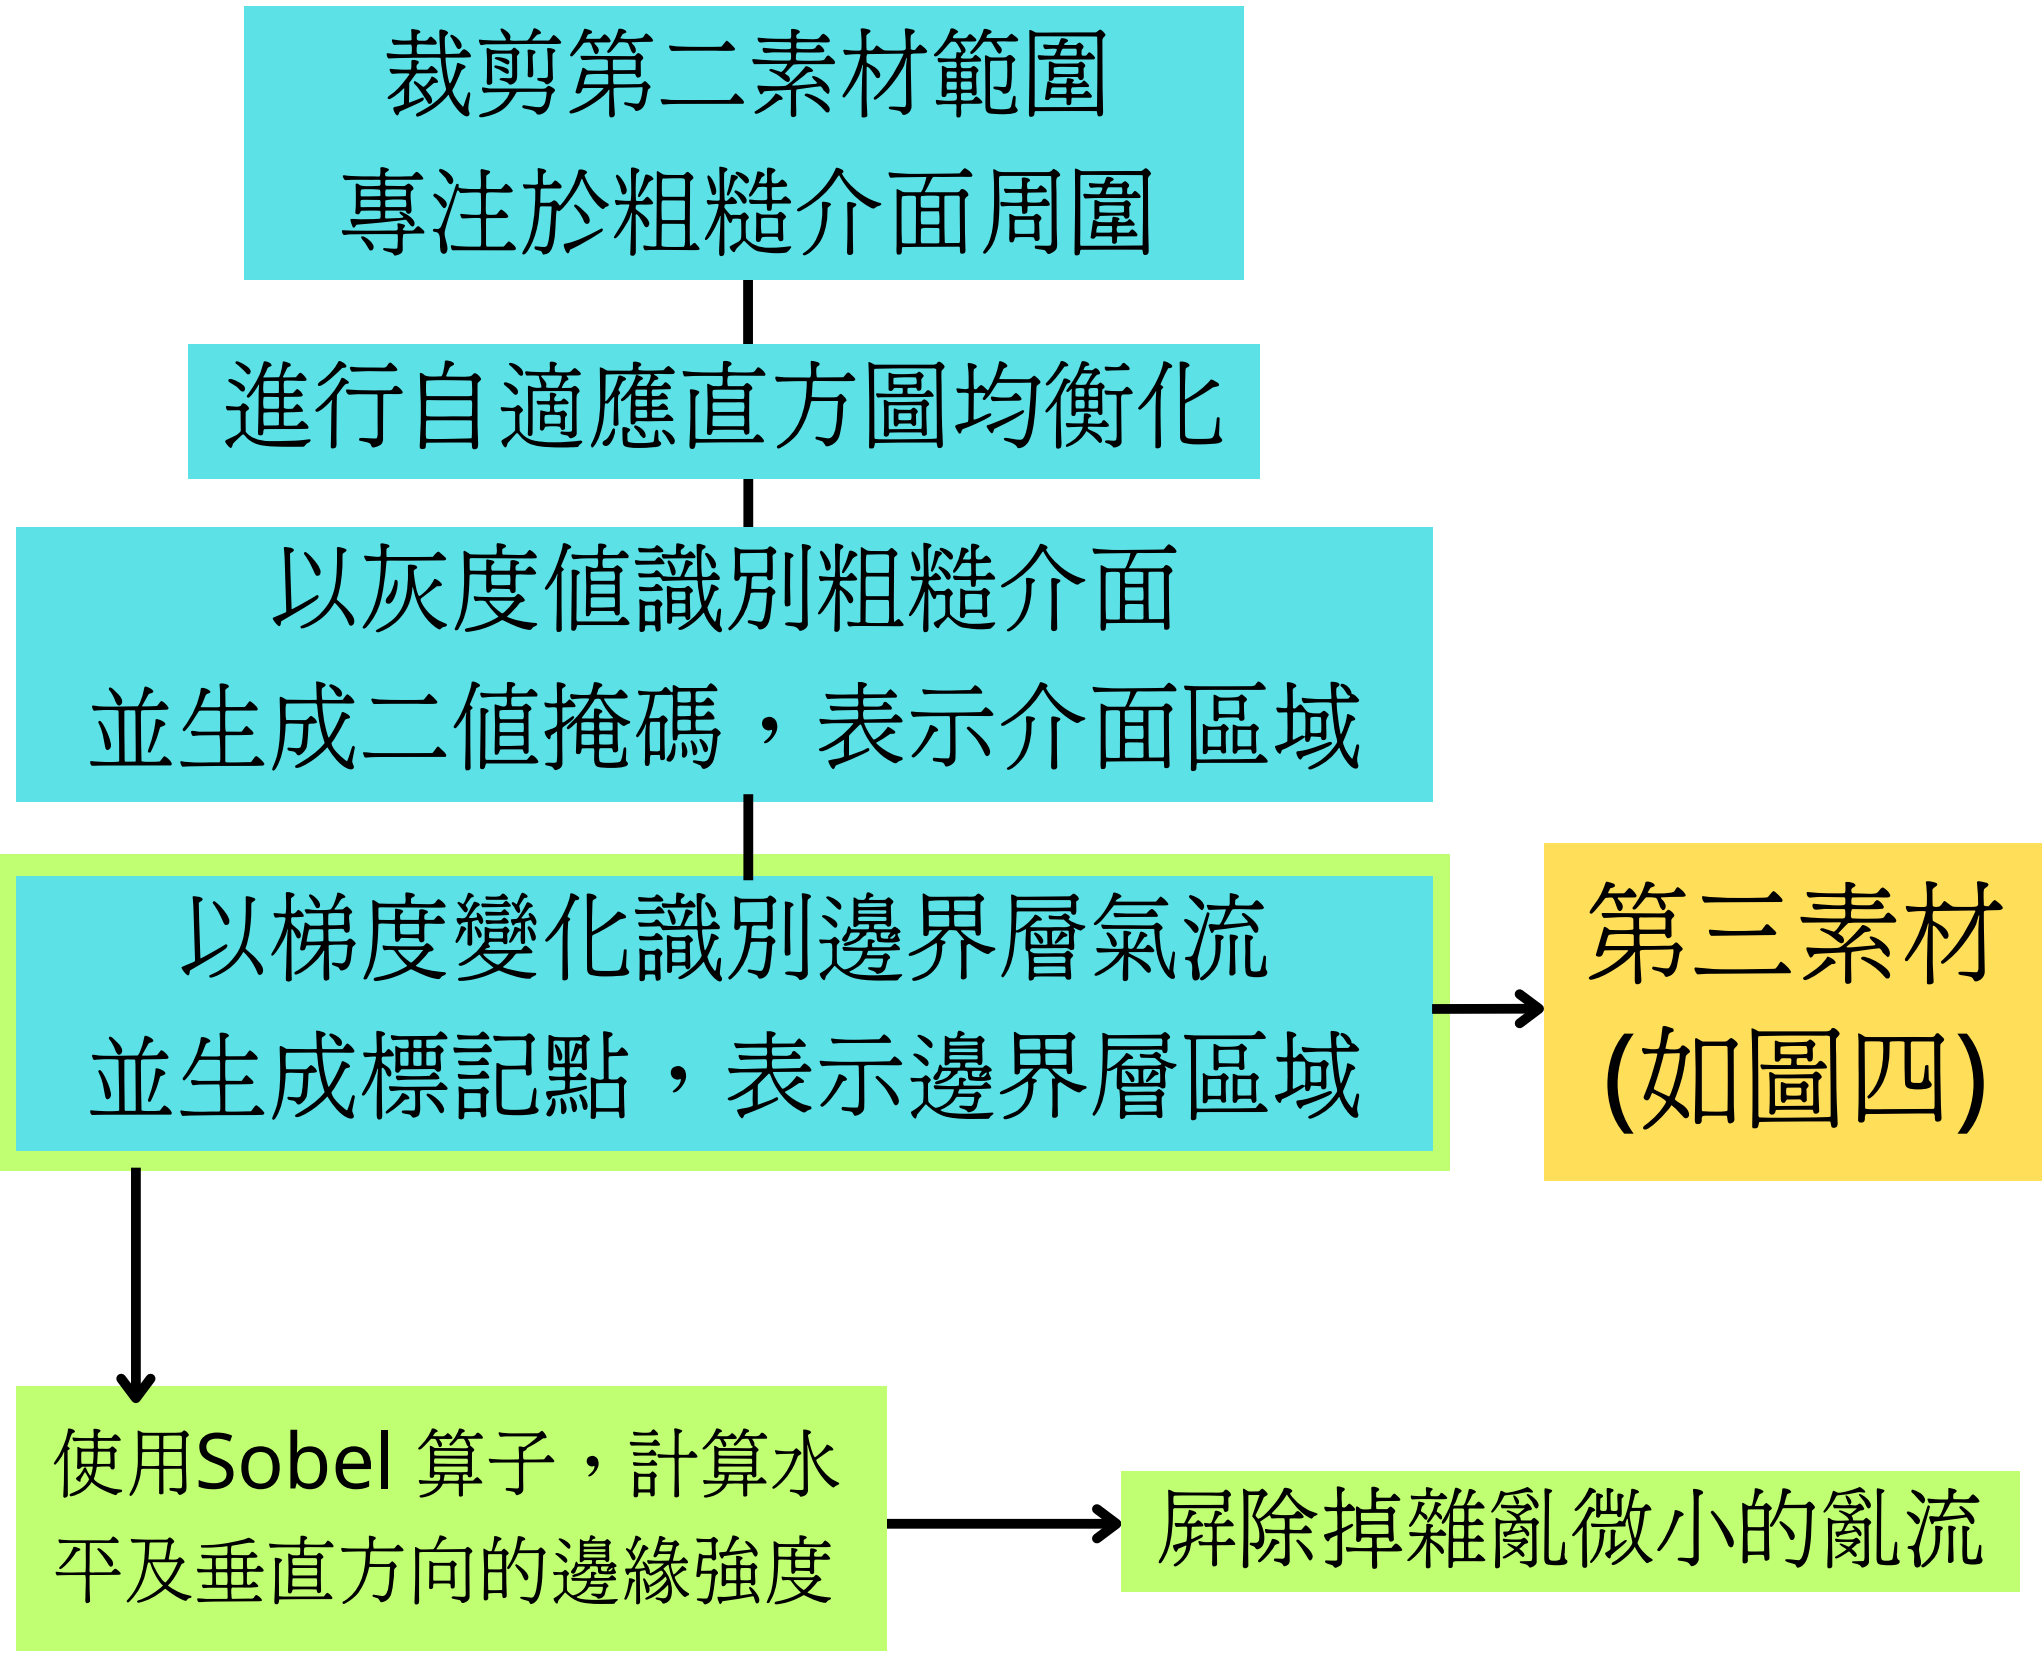 裁剪第二素材範圍
專注於粗糙介面周圍
進行自適應直方圖均衡化
以灰度值識別粗糙介面
並生成二值掩碼，表示介面區域
以梯度變化識別邊界層氣流
並生成標記點，表示邊界層區域
第三素材
(如圖四)
使用Sobel 算子，計算水
平及垂直方向的邊緣強度
屏除掉雜亂微小的亂流